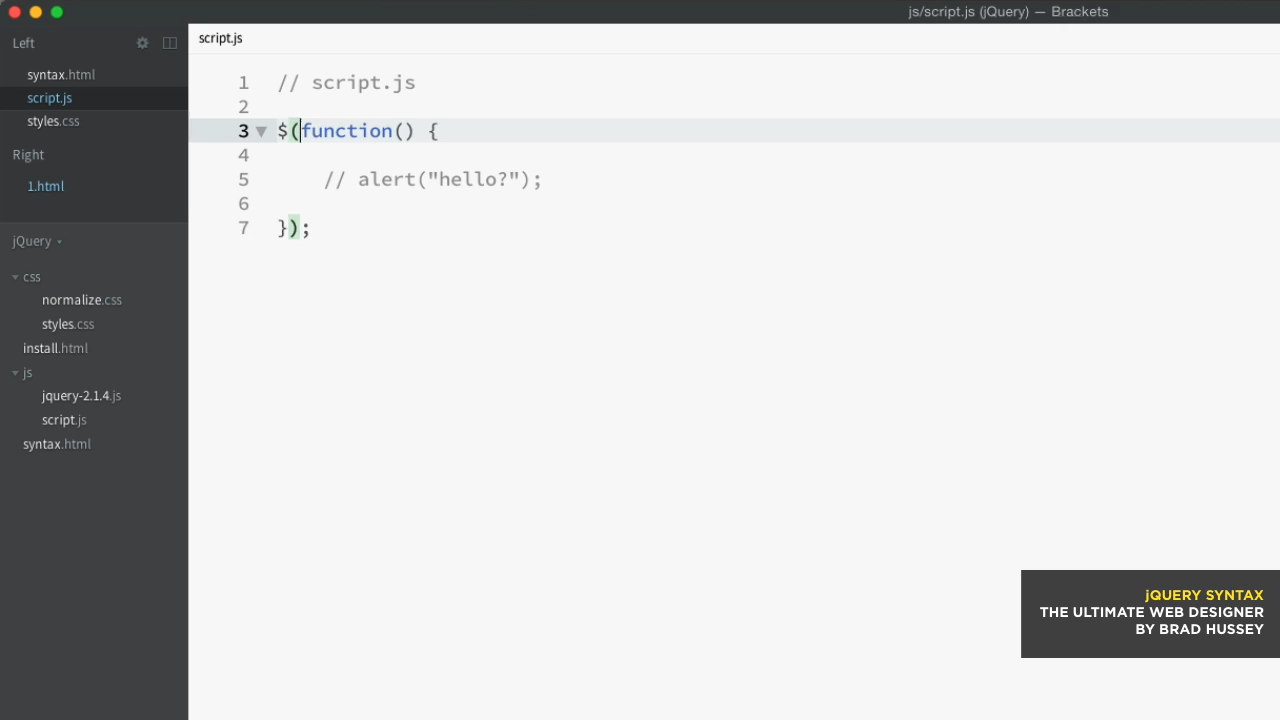 js/script.js (jQuery) — Brackets
Left
syntax.html
script.js
styles.css
Right
1.html
jQuery
css
normalize.css
styles.css
install.html
js
jquery-2.1.4.js
script.js
syntax.html
script.js
1 // script.js
2
3 $(function() {
4
5 // alert("hello?");
6
7 });
jQUERY SYNTAX
THE ULTIMATE WEB DESIGNER
BY BRAD HUSSEY